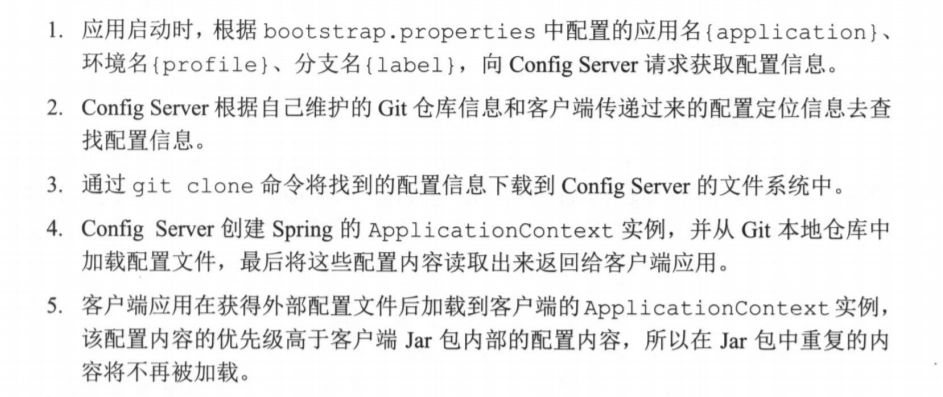 1. 应用启动时，根据 bootstrap.properties 中配置的应用名{application}、
环境名{profile}、分支名{label}，向 Config Server 请求获取配置信息。
2. Config Server 根据自己维护的 Git 仓库信息和客户端传递过来的配置定位信息去查
找配置信息。
3. 通过 git clone 命令将找到的配置信息下载到 Config Server 的文件系统中。
4. Config Server 创建 Spring 的 ApplicationContext 实例，并从 Git 本地仓库中
加载配置文件，最后将这些配置内容读取出来返回给客户端应用。
5. 客户端应用在获得外部配置文件后加载到客户端的 ApplicationContext 实例，
该配置内容的优先级高于客户端 Jar 包内部的配置内容，所以在 Jar 包中重复的内
容将不再被加载。